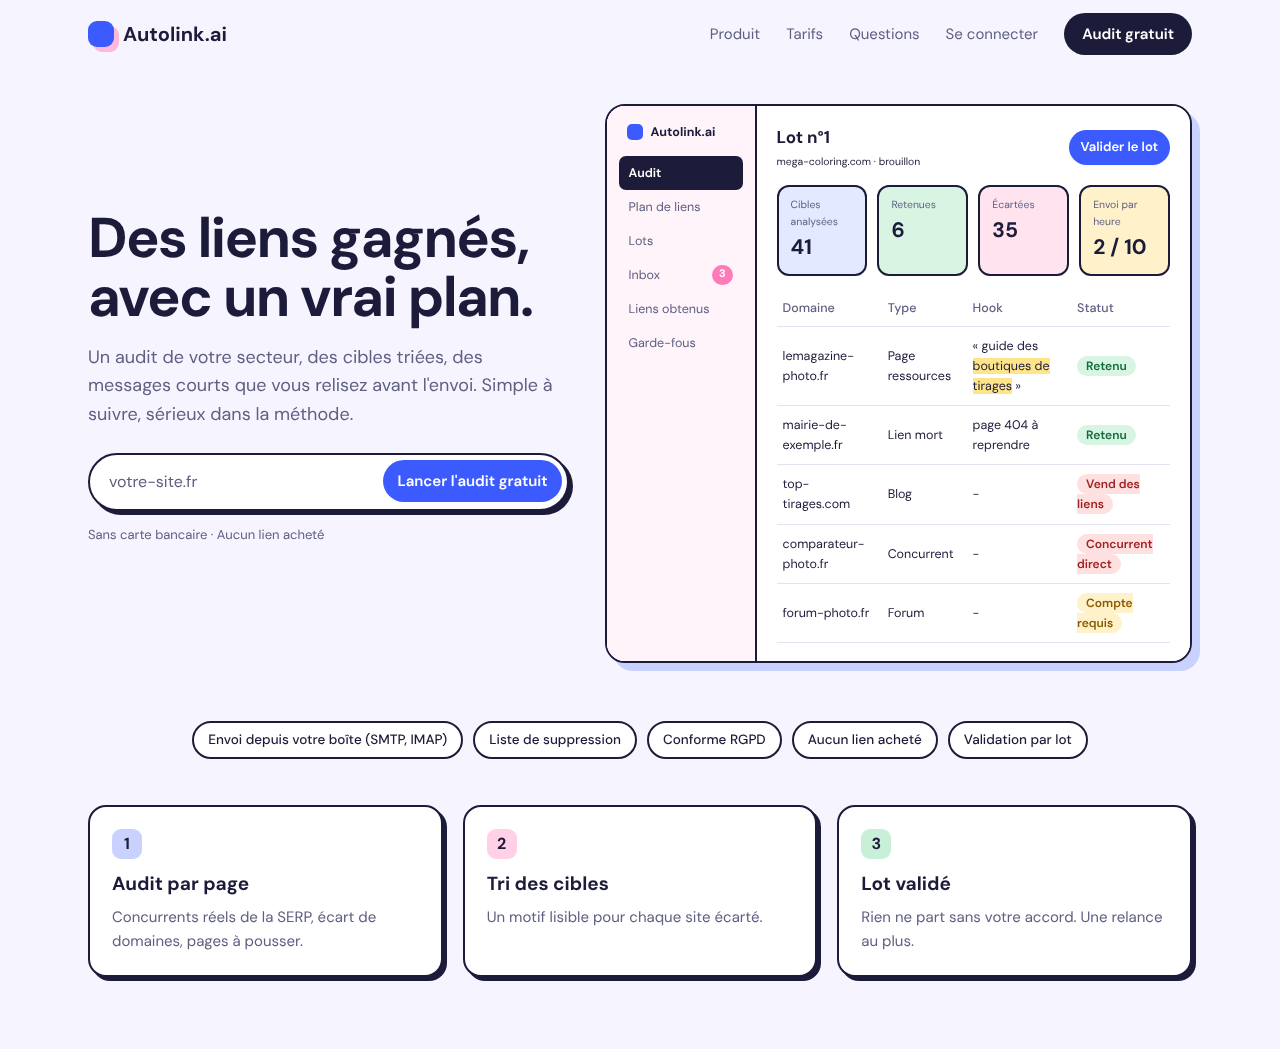 Autolink.ai
Produit
Tarifs
Questions
Se connecter
Audit gratuit
Des liens gagnés,
avec un vrai plan.
Un audit de votre secteur, des cibles triées, des
messages courts que vous relisez avant l'envoi. Simple à
suivre, sérieux dans la méthode.
votre-site.fr
Lancer l'audit gratuit
Sans carte bancaire · Aucun lien acheté
Autolink.ai
Audit
Plan de liens
Lots
Inbox 3
Liens obtenus
Garde-fous
Lot n°1
mega-coloring.com · brouillon
Valider le lot
Cibles
analysées
41
Retenues
6
Écartées
35
Envoi par
heure
2 / 10
Domaine Type Hook Statut
lemagazine-
photo.fr
Page
ressources
« guide des
boutiques de
tirages »
Retenu
mairie-de-
exemple.fr
Lien mort
page 404 à
reprendre
Retenu
top-
tirages.com
Blog
-
Vend des
liens
comparateur-
photo.fr
Concurrent
-
Concurrent
direct
forum-photo.fr
Forum
-
Compte
requis
Envoi depuis votre boîte (SMTP, IMAP)
Liste de suppression
Conforme RGPD
Aucun lien acheté
Validation par lot
1
Audit par page
Concurrents réels de la SERP, écart de
domaines, pages à pousser.
2
Tri des cibles
Un motif lisible pour chaque site écarté.
3
Lot validé
Rien ne part sans votre accord. Une relance
au plus.